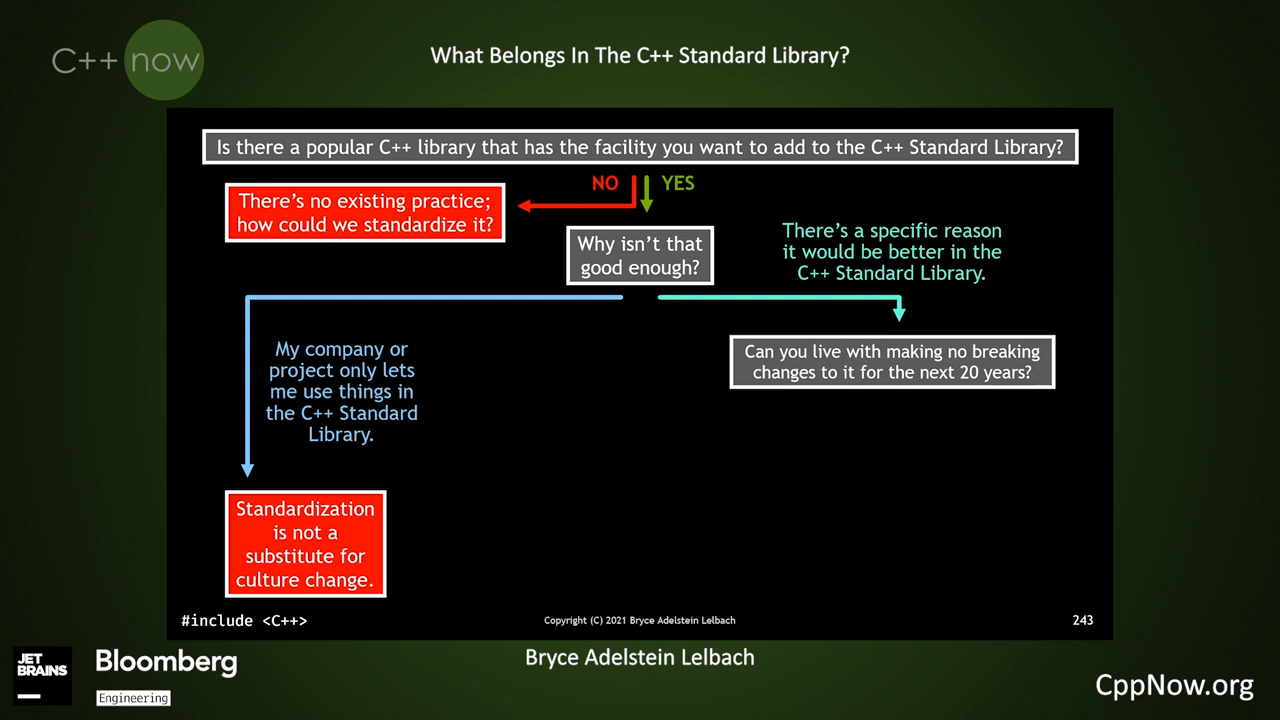 C++ now
What Belongs In The C++ Standard Library?
Is there a popular C++ library that has the facility you want to add to the C++ Standard Library?
NO
YES
There's no existing practice;
how could we standardize it?
Why isn't that
good enough?
There's a specific reason
it would be better in the
C++ Standard Library.
My company or
project only lets
me use things in
the C++ Standard
Library.
Can you live with making no breaking
changes to it for the next 20 years?
Standardization
is not a
substitute for
culture change.
#include <C++>
Copyright (C) 2021 Bryce Adelstein Lelbach
243
JET
BRAINS
Bloomberg
Engineering
Bryce Adelstein Lelbach
CppNow.org